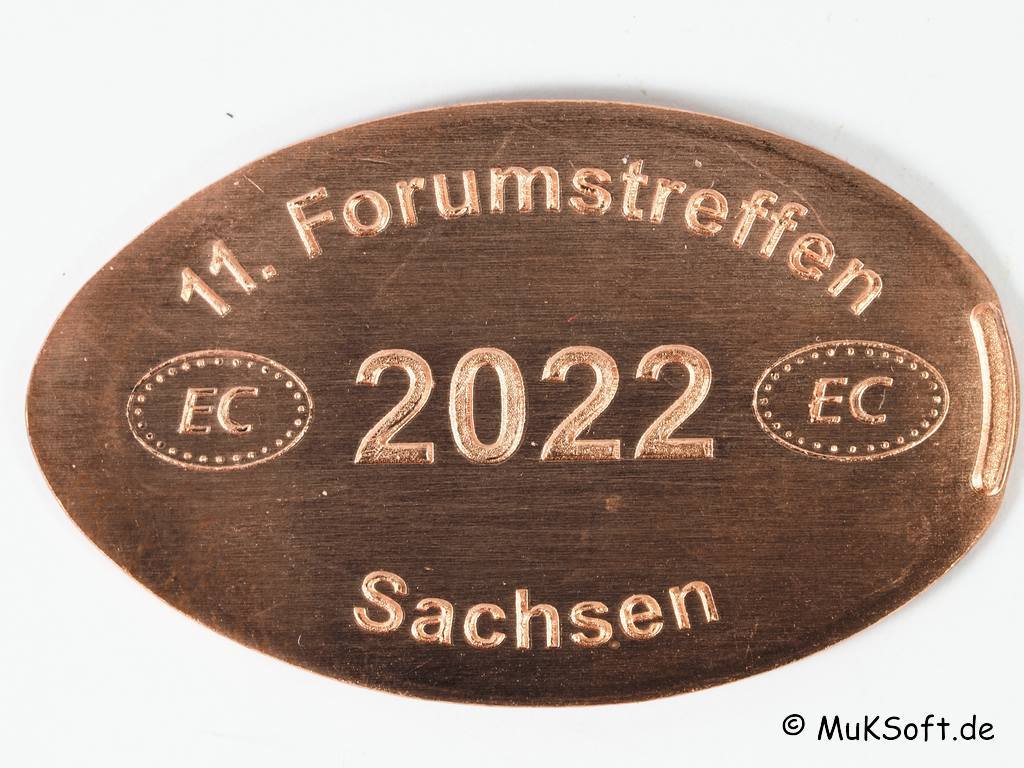 11. Forumstreffen
EC 2022 EC
Sachsen
© MuKSoft.de